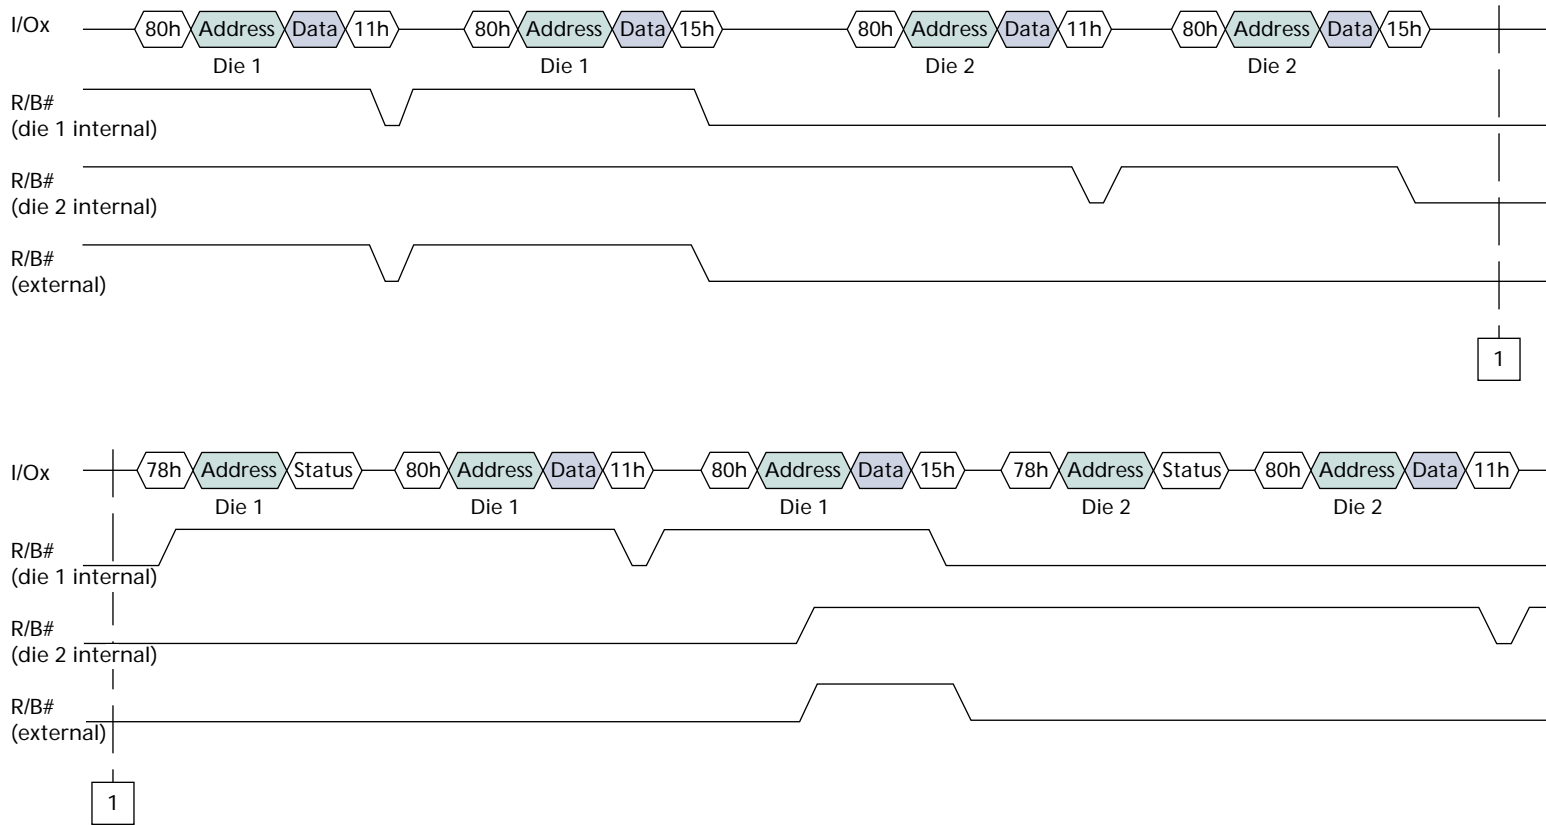 I/Ox 80h Address Data 11h 80h Address Data 15h 80h Address Data 11h 80h Address Data 15h
Die 1 Die 1 Die 2 Die 2
R/B#
(die 1 internal)
R/B#
(die 2 internal)
R/B#
(external)
1
I/Ox 78h Address Status 80h Address Data 11h 80h Address Data 15h 78h Address Status 80h Address Data 11h
Die 1 Die 1 Die 1 Die 2 Die 2
R/B#
(die 1 internal)
R/B#
(die 2 internal)
R/B#
(external)
1